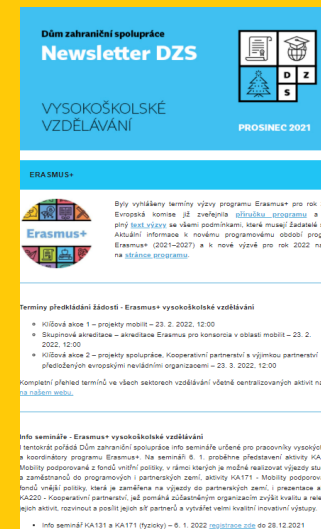 Dům zahraniční spolupráce
Newsletter DZS
VYSOKOŠKOLSKÉ
VZDĚLÁVÁNÍ
D Z
S
PROSINEC 2021
ERASMUS+
Erasmus+
Byly vyhlášeny termíny výzvy programu Erasmus+ pro rok
Evropská komise již zveřejnila příručku programu a
plný text výzvy se všemi podmínkami, které musejí žadatelé
Aktuální informace k novému programovému období
Erasmus+ (2021–2027) a k nové výzvě pro rok 2022
na stránce programu.
Termíny předkládání žádostí - Erasmus+ vysokoškolské vzdělávání
Klíčová akce 1 – projekty mobilit – 23. 2. 2022, 12:00
Skupinové akreditace – akreditace Erasmus pro konsorcia v oblasti mobilit – 23. 2.
2022, 12:00
Klíčová akce 2 – projekty spolupráce, Kooperativní partnerství s výjimkou partnerství
předložených evropskými nevládními organizacemi – 23. 3. 2022, 12:00
Kompletní přehled termínů ve všech sektorech vzdělávání včetně centralizovaných aktivit
na našem webu.
Info semináře - Erasmus+ vysokoškolské vzdělávání
I tentokrát pořádá Dům zahraniční spolupráce info semináře určené pro pracovníky
a koordinátory programu Erasmus+. Na semináři 6. 1. proběhne představení aktivity
Mobility podporované z fondů vnitřní politiky, v rámci kterých je možné realizovat výjezdy
a zaměstnanců do programových i partnerských zemí, aktivity KA171 - Mobility
fondů vnější politiky, která je zaměřena na výjezdy do partnerských zemí, i prezentace
KA220 - Kooperativní partnerství, jež pomáhá zúčastněným organizacím zvýšit kvalitu a
jejich aktivit, rozvinout a posílit jejich síť partnerů a vytvářet velmi kvalitní inovativní výstupy.
Info seminář KA131 a KA171 (fyzicky) – 6. 1. 2022 registrace zde do 28.12.2021